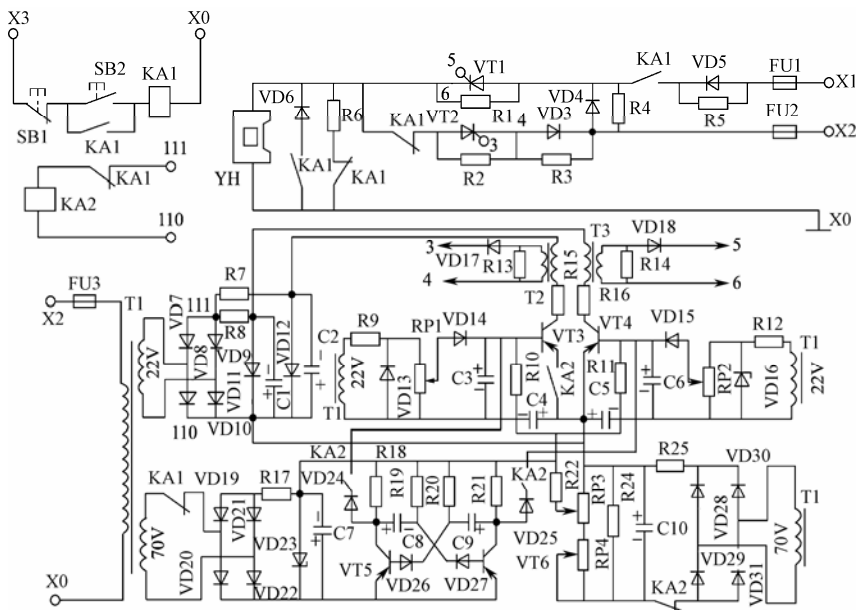 X3 X0
SB2 KA1
SB1 KA1
111
KA1
KA2
110
5 VT1 KA1 VD5 FU1 X1
VD6 R6 6 R1 VD4 R4 R5 FU2
KA1 VT2 4 VD3 X2
3
YH KA1 KA1 R2 R3
X0
T3 VD18
3 VD17 R13 R15 R14 5
4 T2 R16 6
FU3 T1 VD7 111 R7
X2 R8
22V VD8 VD9 VD12 C2 R9 RP1 VD14 VT3 VT4 VD15 R12 T1
VD11 C1 22V VD13 C3 R10 KA2 R11 C5 C6 RP2 VD16 22V
110 VD10 T1 C4
KA2 R18 R25 VD30
KA1 VD19 R17 VD24 R19 R20 R21 KA2 R22 RP3 R24
70V VD21 C7 C8 C9 VD25 C10 VD28 70V T1
VD20 VD23 VT6 RP4 VD29
X0 VD22 VT5 VD26 VD27 KA2 VD31